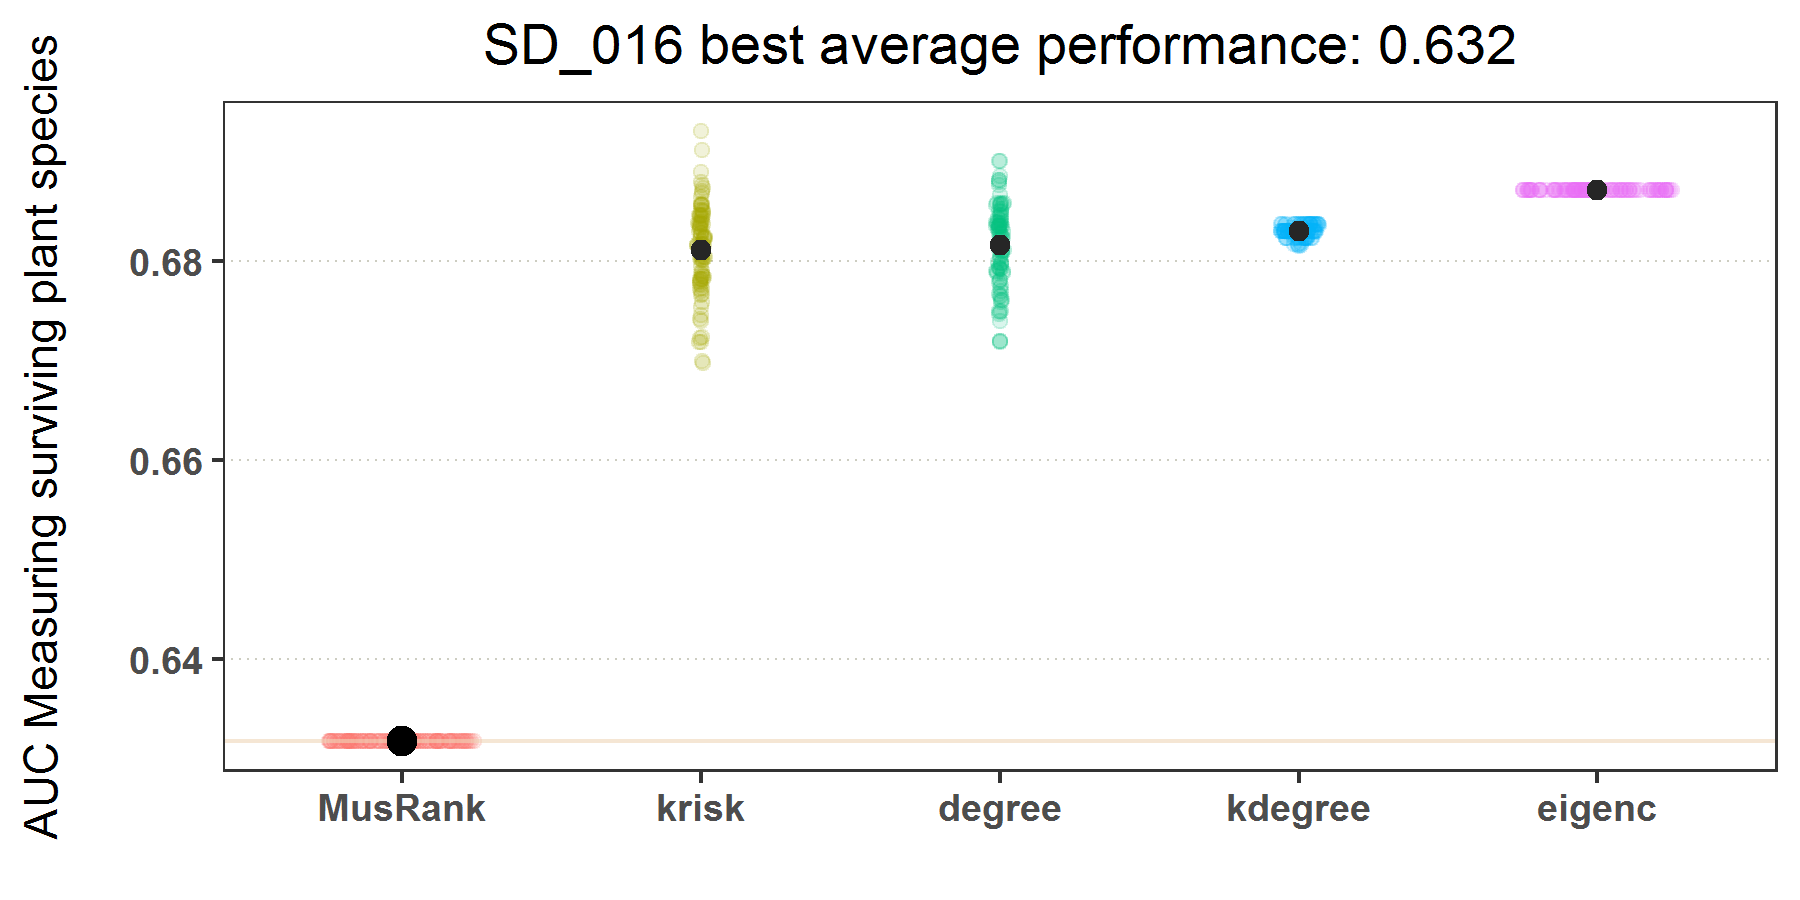 SD_016 best average performance: 0.632
AUC Measuring surviving plant species
0.68
0.66
0.64
MusRank
krisk
degree
kdegree
eigenc